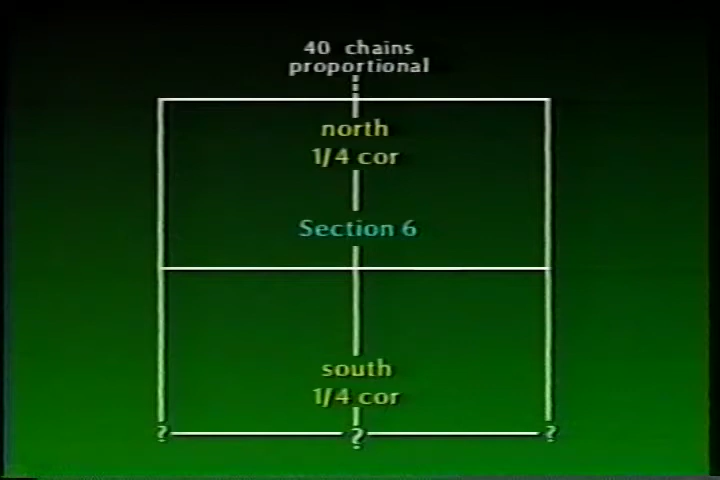 40 chains
proportional
north
1/4 cor
Section 6
south
1/4 cor
? ? ?